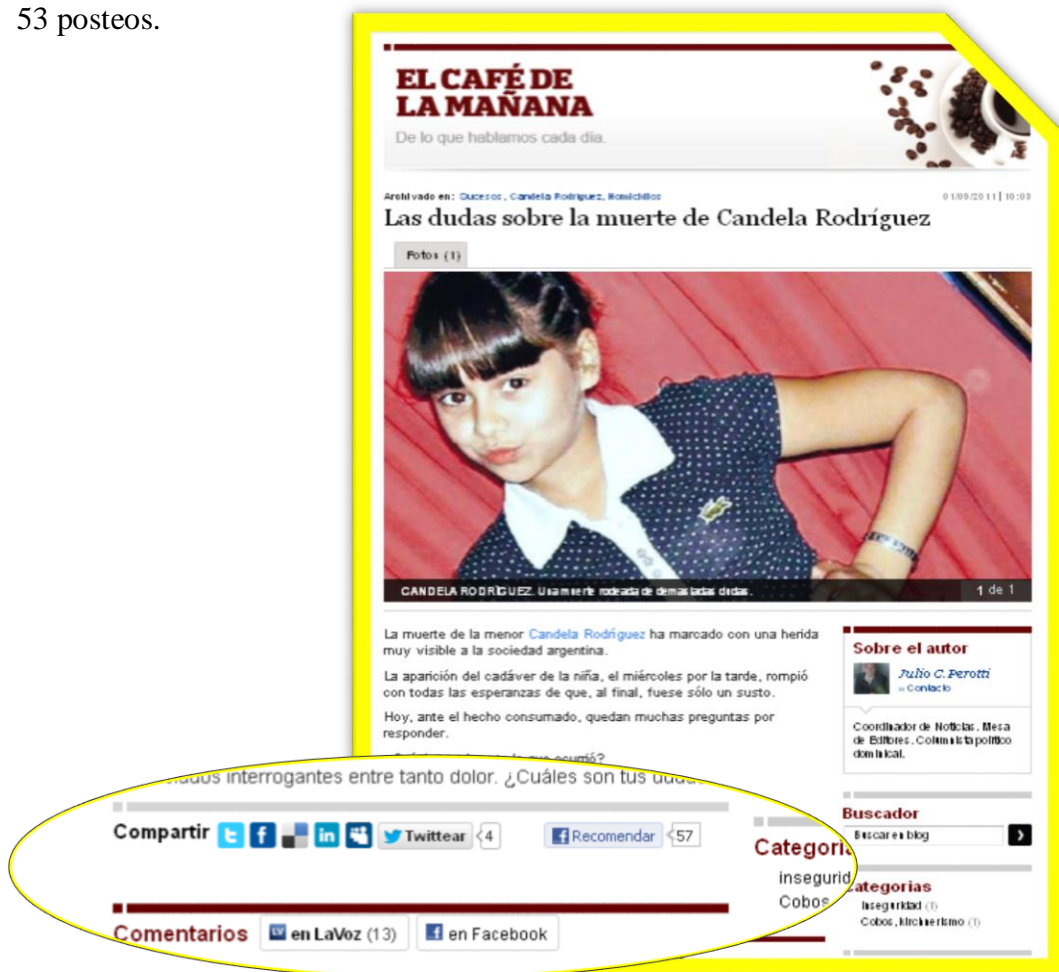 53 posteos.
EL CAFÉ DE
LA MAÑANA
De lo que hablamos cada día.
Archivado en: Sucesos, Candela Rodríguez, Homicidios
01/09/2011 | 10:03
Las dudas sobre la muerte de Candela Rodríguez
Fotos (1)
CANDELA RODRÍGUEZ. Una muerte rodeada de demasiadas dudas.
1 de 1
La muerte de la menor Candela Rodríguez ha marcado con una herida
muy visible a la sociedad argentina.
La aparición del cadáver de la niña, el miércoles por la tarde, rompió
con todas las esperanzas de que, al final, fuese sólo un susto.
Hoy, ante el hecho consumado, quedan muchas preguntas por
responder.
Sobre el autor
Julio C. Perotti
» Contacto
Coordinador de Noticias. Mesa
de Editores. Columnista político
dominical.
Buscador
Buscar en blog
Categorías
Inseguridad (1)
Cobos, kirchnerismo (1)
interrogantes entre tanto dolor. ¿Cuáles son tus
Compartir Twittear 4 Recomendar 57
Comentarios en LaVoz (13) en Facebook
Categoría
insegurid
Cobos